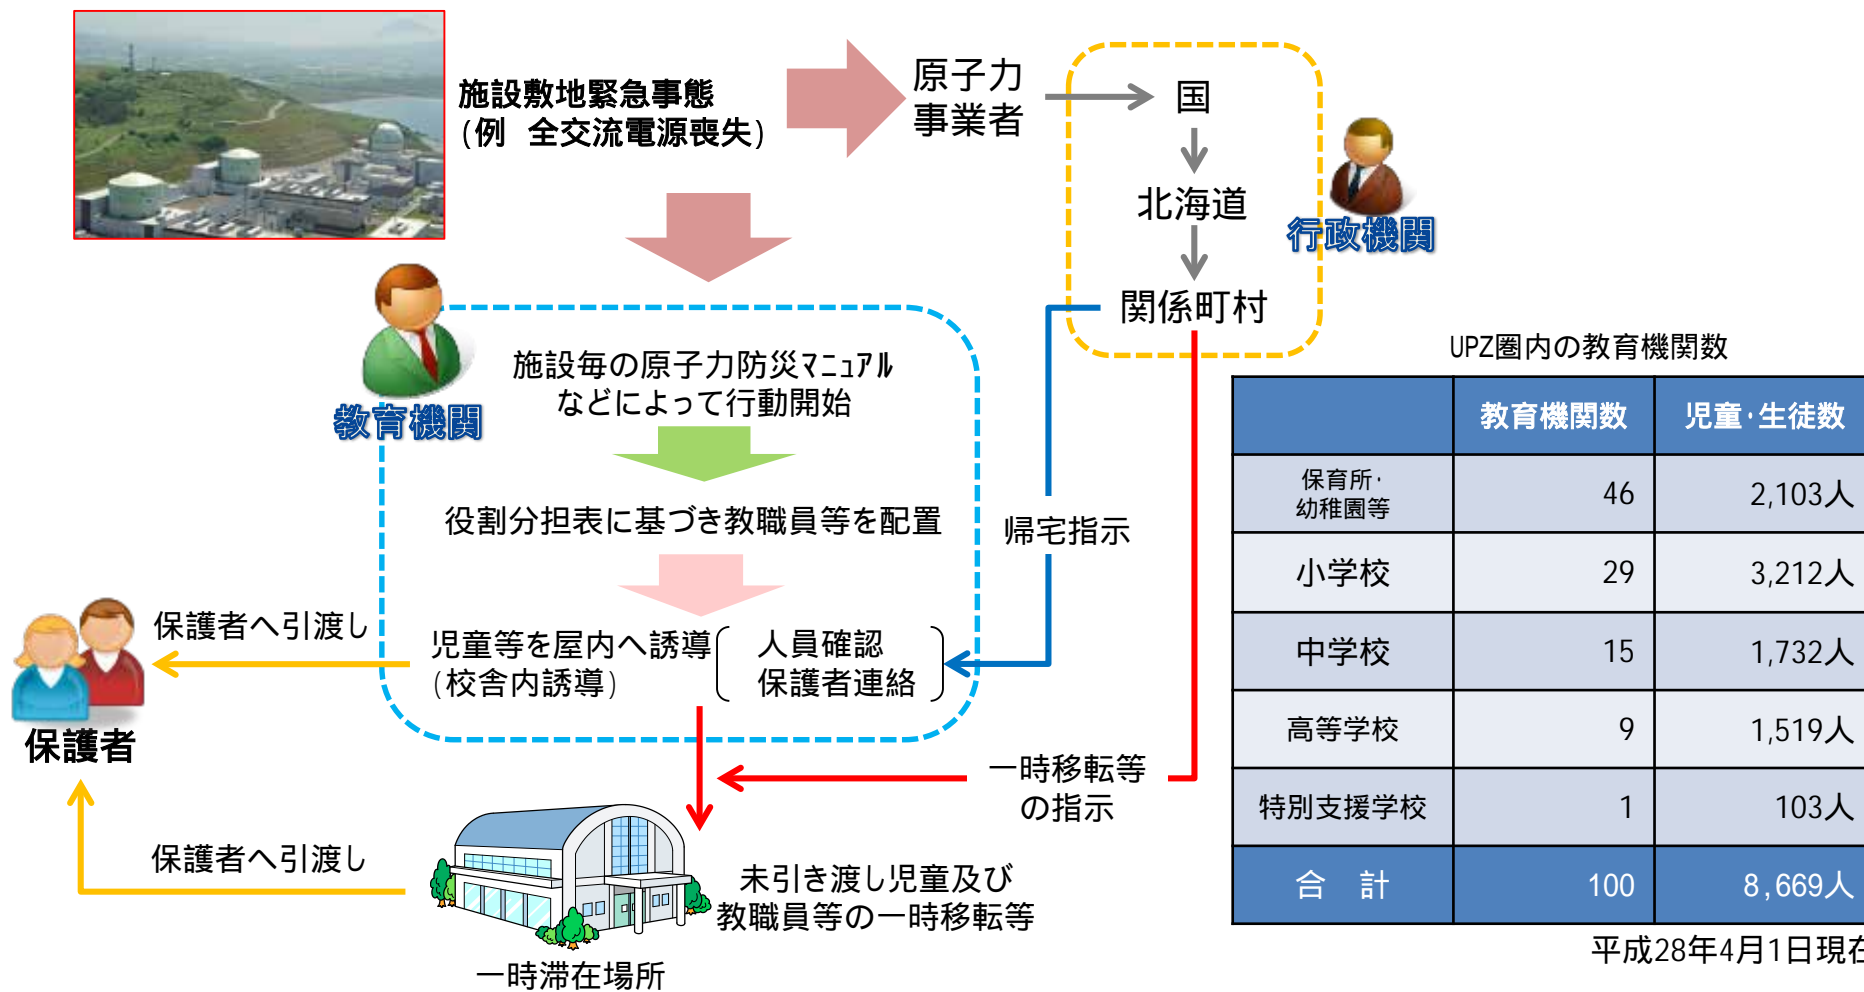 施設敷地緊急事態
(例　全交流電源喪失)
原子力
事業者
国
北海道
関係町村
行政機関
教育機関
施設毎の原子力防災ﾏﾆｭｱﾙ
などによって行動開始
役割分担表に基づき教職員等を配置
児童等を屋内へ誘導
(校舎内誘導)
人員確認
保護者連絡
帰宅指示
一時移転等
の指示
保護者へ引渡し
保護者
保護者へ引渡し
未引き渡し児童及び
教職員等の一時移転等
一時滞在場所
UPZ圏内の教育機関数
教育機関数 児童・生徒数
保育所・
幼稚園等 46 2,103人
小学校 29 3,212人
中学校 15 1,732人
高等学校 9 1,519人
特別支援学校 1 103人
合　計 100 8,669人
平成28年4月1日現在